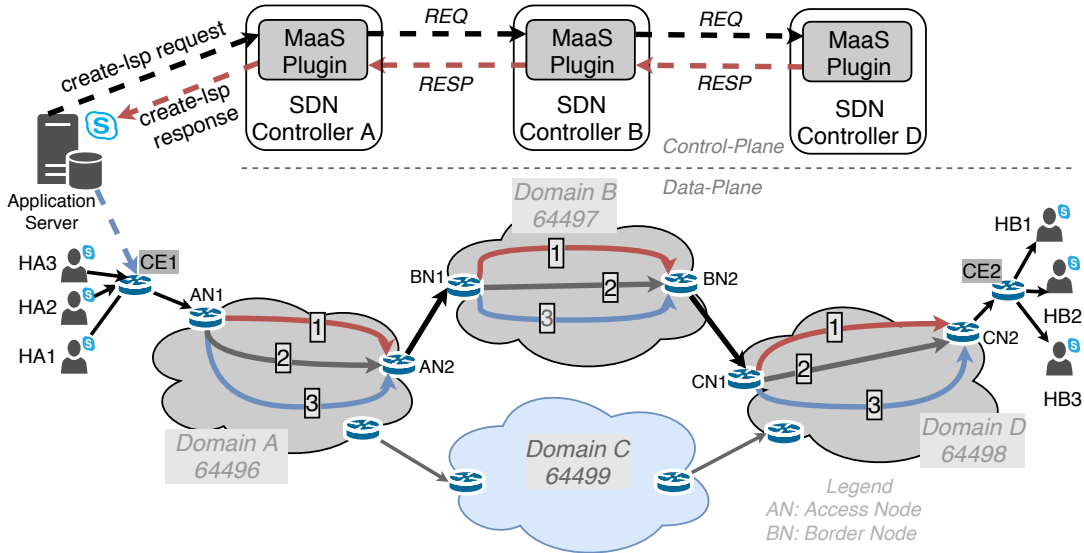 REQ
REQ
MaaS
Plugin
MaaS
Plugin
MaaS
Plugin
create-lsp request
create-lsp
response
RESP
RESP
S
SDN
Controller A
SDN
Controller B
SDN
Controller D
Control-Plane
Data-Plane
Application
Server
Domain B
64497
HB1
S
HA3
S
CE1
BN1
1
2
3
BN2
CE2
S
HB2
HA2
S
AN1
1
2
3
AN2
HA1
S
CN1
1
2
3
CN2
S
HB3
Domain A
64496
Domain C
64499
Domain D
64498
Legend
AN: Access Node
BN: Border Node